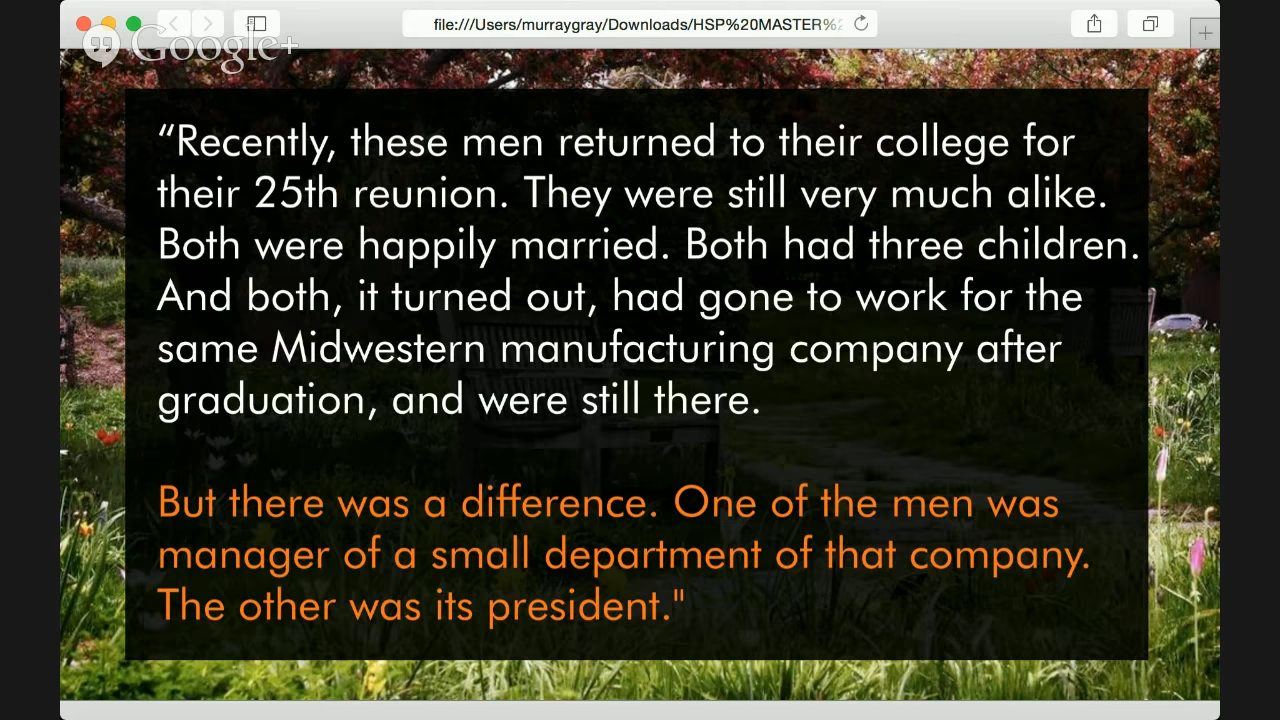 file:///Users/murraygray/Downloads/HSP%20MASTER%
Google+
“Recently, these men returned to their college for
their 25th reunion. They were still very much alike.
Both were happily married. Both had three children.
And both, it turned out, had gone to work for the
same Midwestern manufacturing company after
graduation, and were still there.
But there was a difference. One of the men was
manager of a small department of that company.
The other was its president."